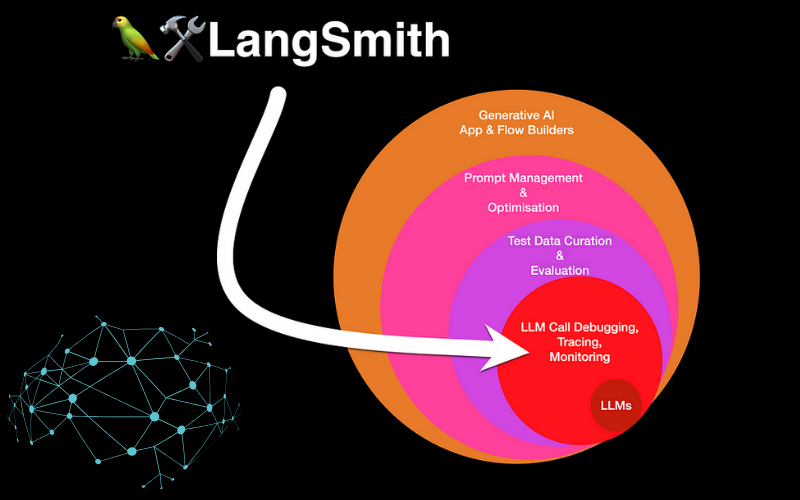 LangSmith
Generative AI
App & Flow Builders
Prompt Management
&
Optimisation
Test Data Curation
&
Evaluation
LLM Call Debugging,
Tracing,
Monitoring
LLMs